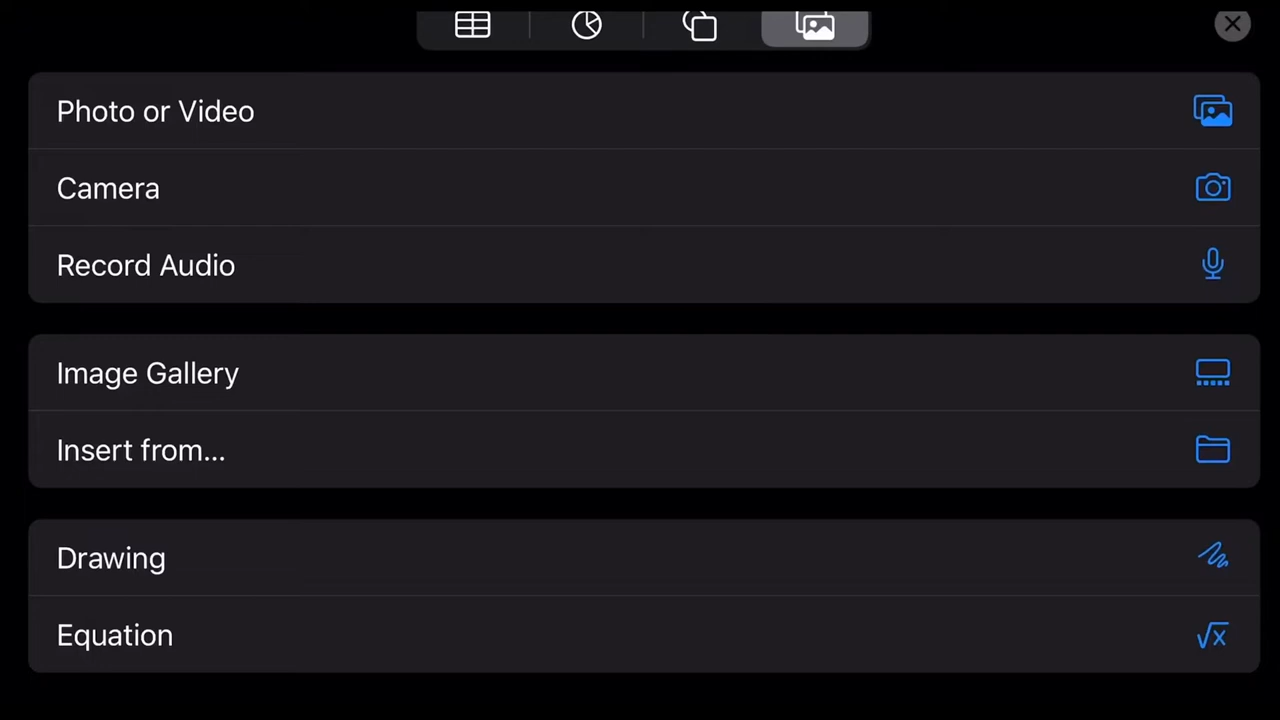 Photo or Video
Camera
Record Audio
Image Gallery
Insert from...
Drawing
Equation